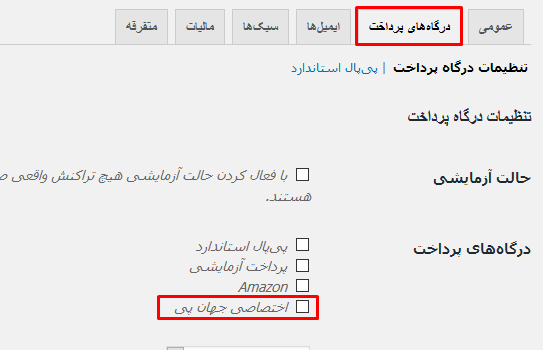 عمومی درگاه‌های پرداخت ایمیل‌ها سبک‌ها مالیات متفرقه
تنظیمات درگاه پرداخت | پی‌پال استاندارد
تنظیمات درگاه پرداخت
حالت آزمایشی با فعال کردن حالت آزمایشی هیچ تراکنش واقعی
هستند.
درگاه‌های پرداخت پی‌پال استاندارد
پرداخت آزمایشی
Amazon
اختصاصی جهان پی